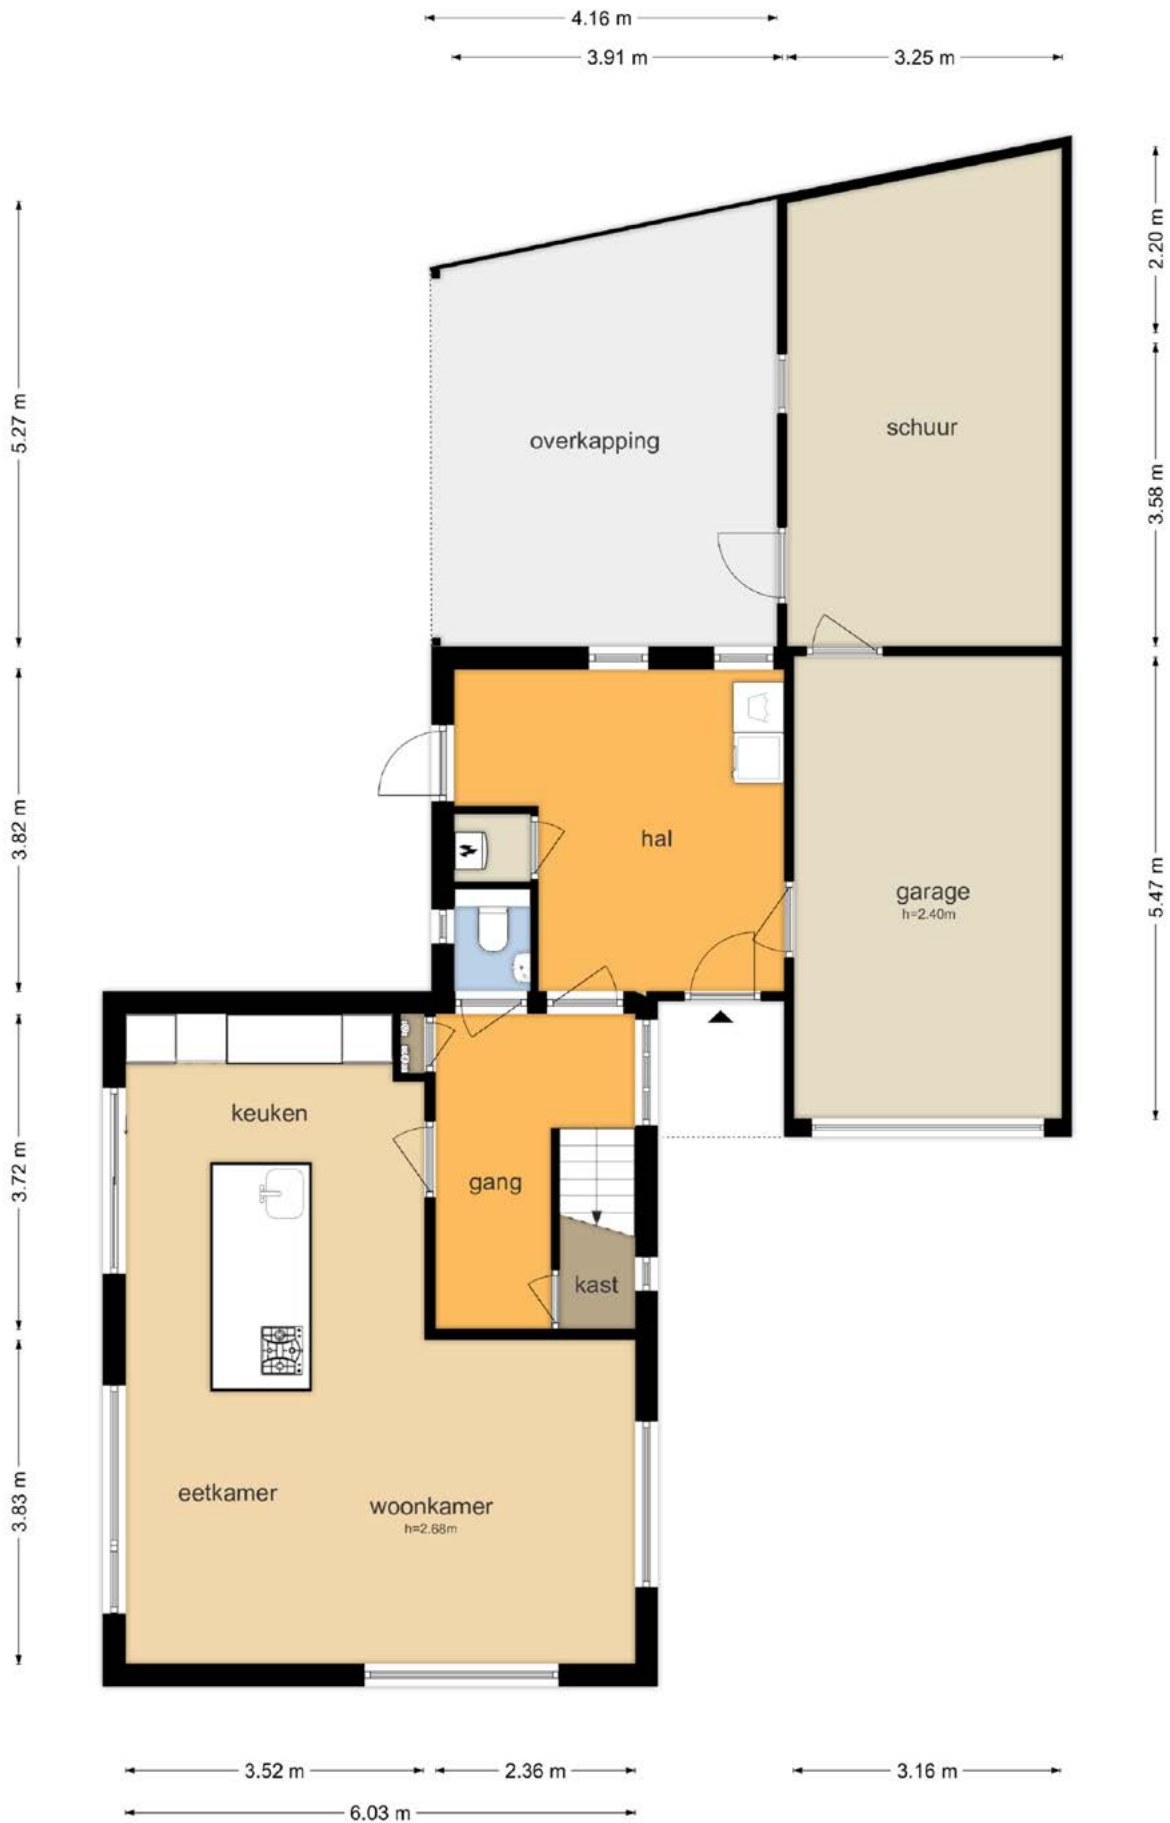 4.16 m
3.91 m
3.25 m
2.20 m
5.27 m
schuur
overkapping
3.58 m
3.82 m
hal
garage
h=2.40m
5.47 m
keuken
3.72 m
gang
kast
eetkamer
woonkamer
h=2.68m
3.83 m
3.52 m
2.36 m
3.16 m
6.03 m